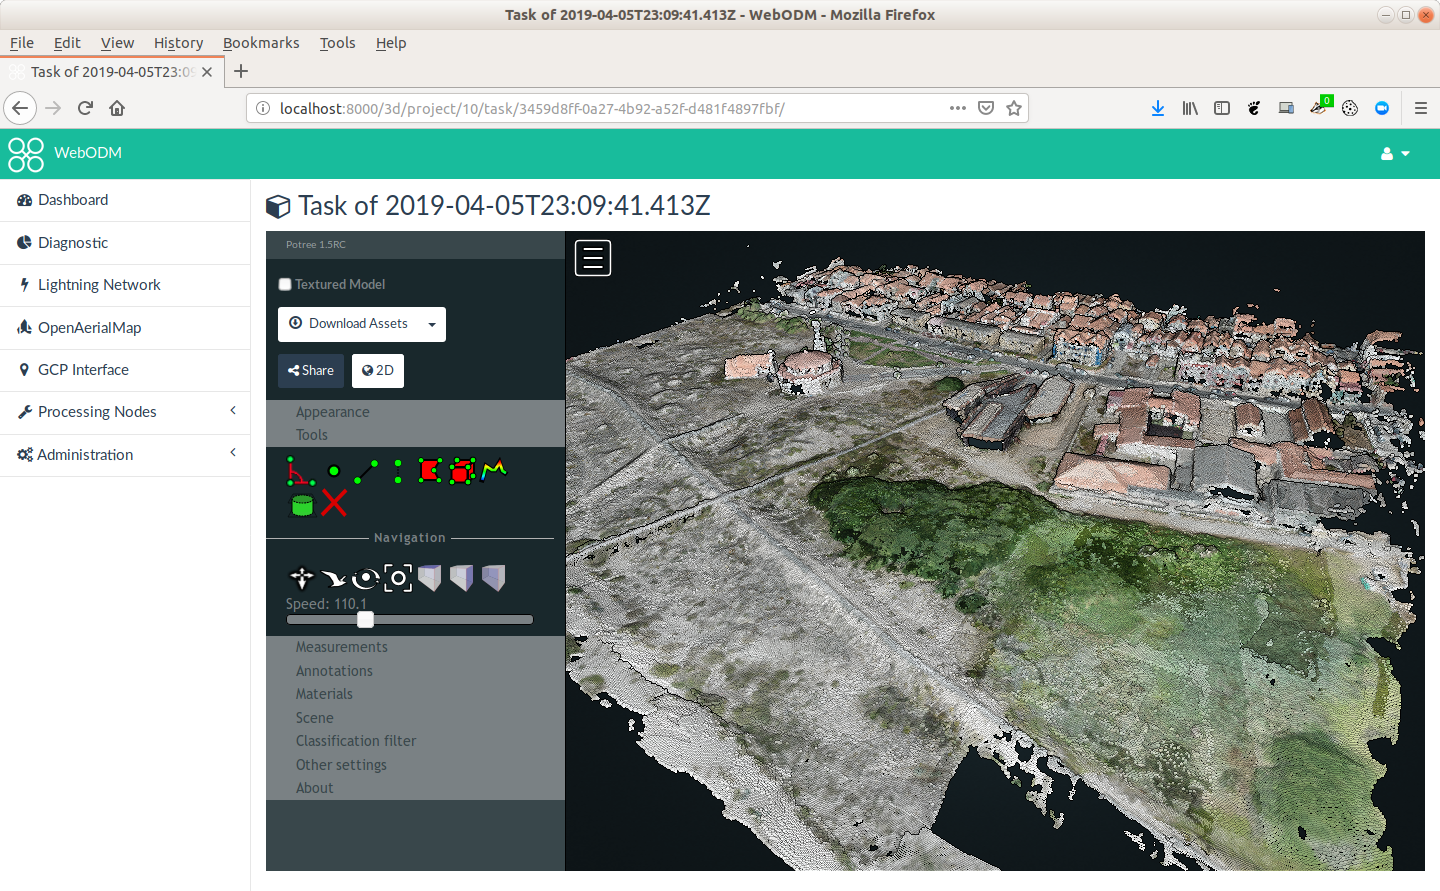 Task of 2019-04-05T23:09:41.413Z - WebODM - Mozilla Firefox
File Edit View History Bookmarks Tools Help
Task of 2019-04-05T23:09
localhost:8000/3d/project/10/task/3459d8ff-0a27-4b92-a52f-d481f4897fbf/
0
WebODM
Dashboard
Diagnostic
Lightning Network
OpenAerialMap
GCP Interface
Processing Nodes
Administration
Task of 2019-04-05T23:09:41.413Z
Potree 1.5RC
Textured Model
Download Assets
Share
2D
Appearance
Tools
Navigation
Speed: 110.1
Measurements
Annotations
Materials
Scene
Classification filter
Other settings
About